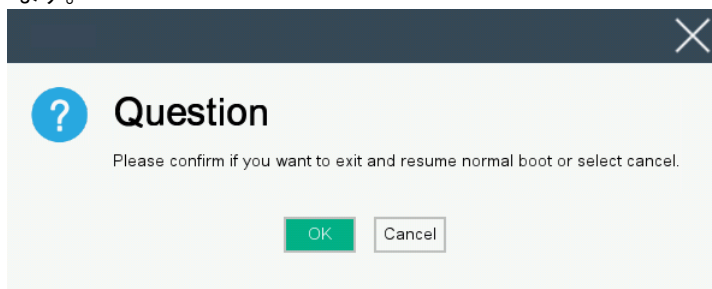 ?
Question
Please confirm if you want to exit and resume normal boot or select cancel.
OK
Cancel